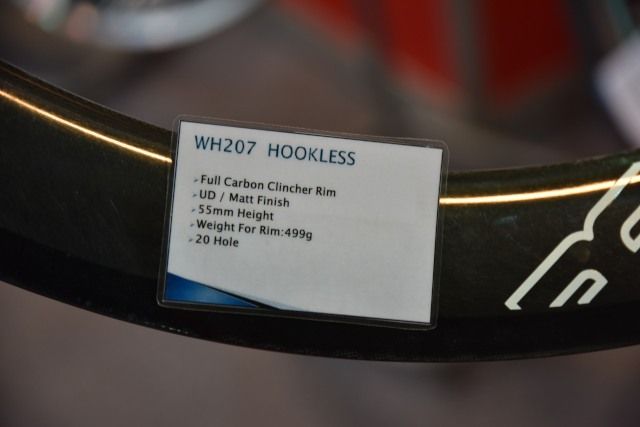 WH207 HOOKLESS
Full Carbon Clincher Rim
UD / Matt Finish
55mm Height
Weight For Rim:499g
20 Hole